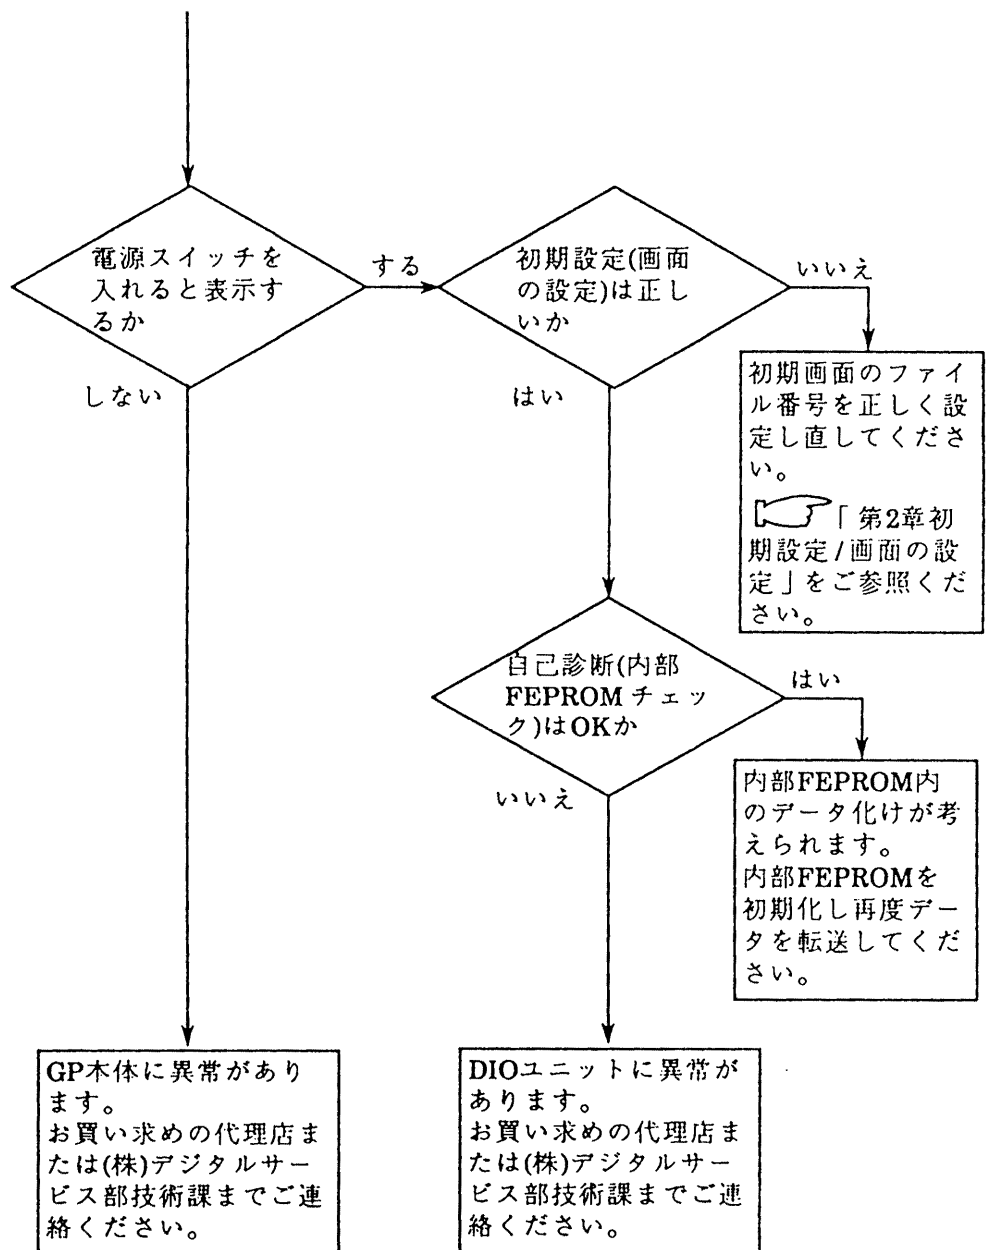 電源スイッチを
入れると表示す
るか
する
しない
初期設定(画面
の設定)は正し
いか
いいえ
はい
初期画面のファイ
ル番号を正しく設
定し直してくださ
い。
「第2章初
期設定/画面の設
定」をご参照くだ
さい。
自己診断(内部
FEPROMチェッ
ク)はOKか
はい
いいえ
内部FEPROM内
のデータ化けが考
えられます。
内部FEPROMを
初期化し再度デー
タを転送してくだ
さい。
GP本体に異常があり
ます。
お買い求めの代理店ま
たは(株)デジタルサー
ビス部技術課までご連
絡ください。
DIOユニットに異常が
あります。
お買い求めの代理店ま
たは(株)デジタルサー
ビス部技術課までご連
絡ください。